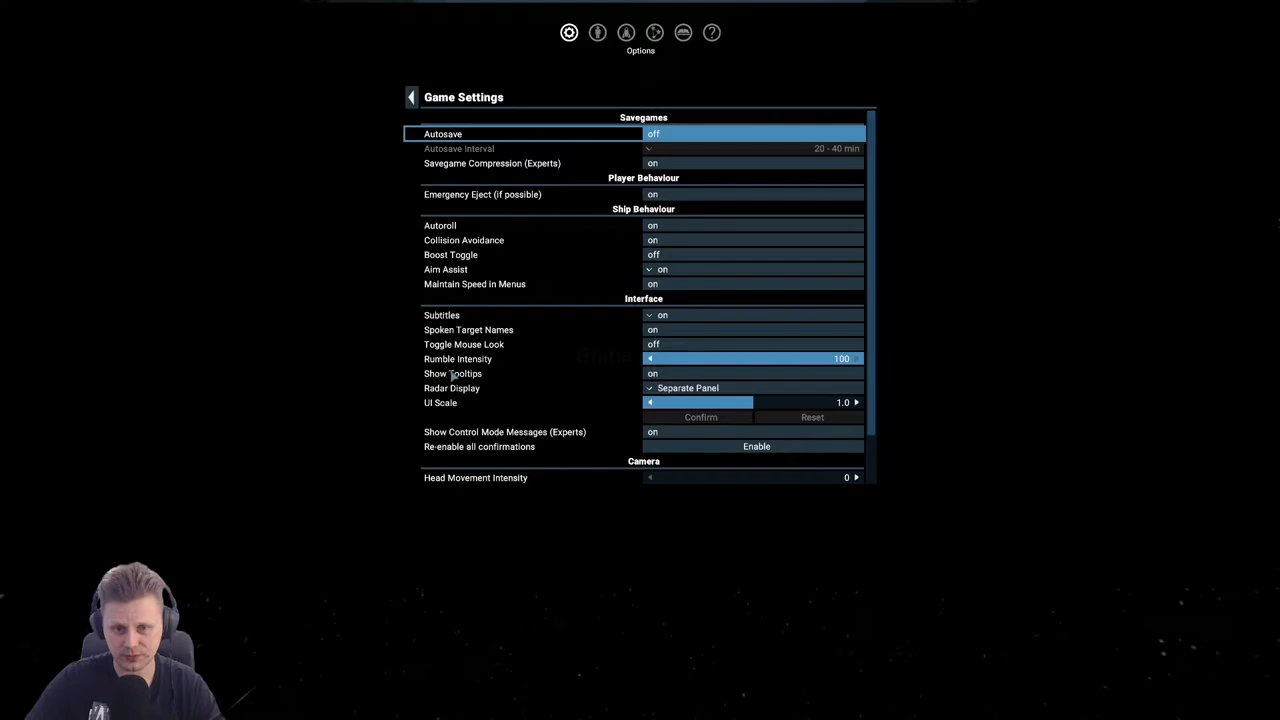 Options
Game Settings
Savegames
Autosave off
Autosave Interval 20 - 40 min
Savegame Compression (Experts) on
Player Behaviour
Emergency Eject (if possible) on
Ship Behaviour
Autoroll on
Collision Avoidance on
Boost Toggle off
Aim Assist on
Maintain Speed in Menus on
Interface
Subtitles on
Spoken Target Names on
Toggle Mouse Look off
Rumble Intensity 100
Show Tooltips on
Radar Display Separate Panel
UI Scale 1.0
Confirm Reset
Show Control Mode Messages (Experts) on
Re-enable all confirmations Enable
Camera
Head Movement Intensity 0